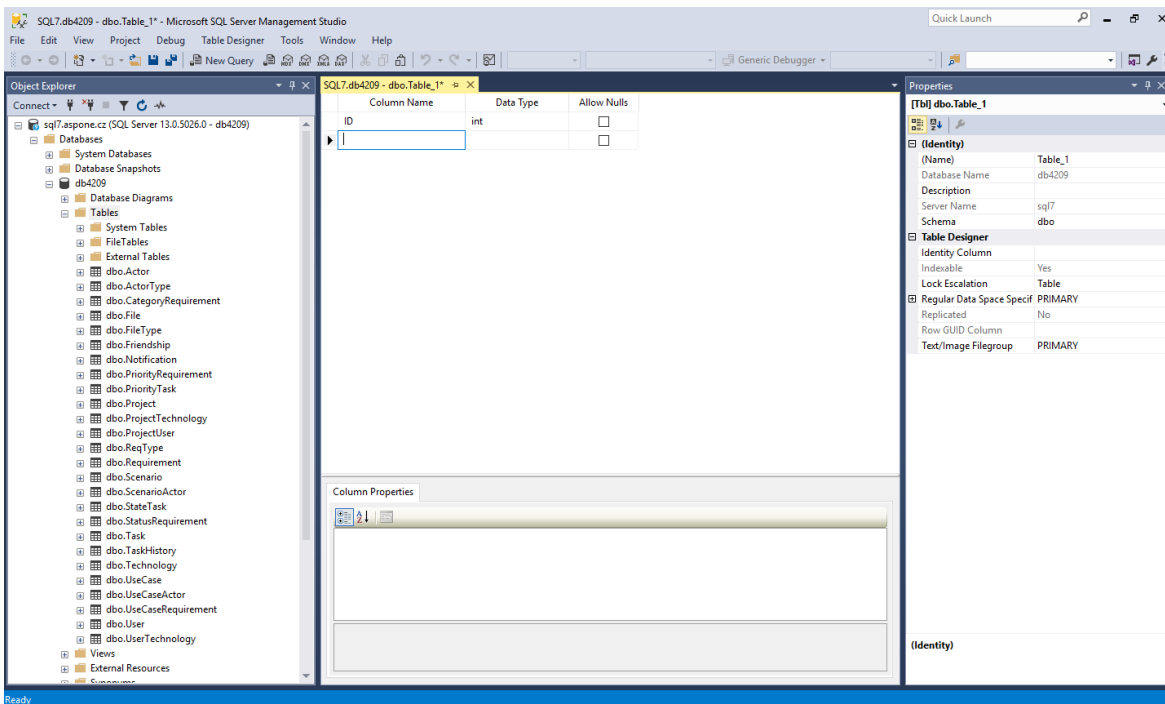 SQL7.db4209 - dbo.Table_1* - Microsoft SQL Server Management Studio
Quick Launch
File Edit View Project Debug Table Designer Tools Window Help
New Query MDX DMX XMLA DAX Generic Debugger
Object Explorer
Connect
sql7.aspone.cz (SQL Server 13.0.5026.0 - db4209)
Databases
System Databases
Database Snapshots
db4209
Database Diagrams
Tables
System Tables
FileTables
External Tables
dbo.Actor
dbo.ActorType
dbo.CategoryRequirement
dbo.File
dbo.FileType
dbo.Friendship
dbo.Notification
dbo.PriorityRequirement
dbo.PriorityTask
dbo.Project
dbo.ProjectTechnology
dbo.ProjectUser
dbo.ReqType
dbo.Requirement
dbo.Scenario
dbo.ScenarioActor
dbo.StateTask
dbo.StatusRequirement
dbo.Task
dbo.TaskHistory
dbo.Technology
dbo.UseCase
dbo.UseCaseActor
dbo.UseCaseRequirement
dbo.User
dbo.UserTechnology
Views
External Resources
Synonyms
SQL7.db4209 - dbo.Table_1*
Column Name Data Type Allow Nulls
ID int
Column Properties
Properties
[Tbl] dbo.Table_1
(Identity)
(Name) Table_1
Database Name db4209
Description
Server Name sql7
Schema dbo
Table Designer
Identity Column
Indexable Yes
Lock Escalation Table
Regular Data Space Specif PRIMARY
Replicated No
Row GUID Column
Text/Image Filegroup PRIMARY
(Identity)
Ready